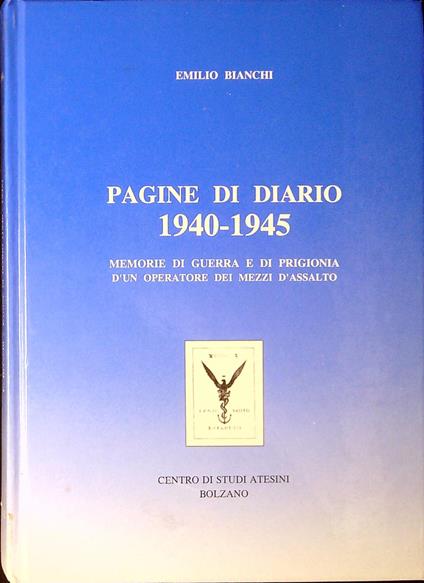 EMILIO BIANCHI
PAGINE DI DIARIO
1940-1945
MEMORIE DI GUERRA E DI PRIGIONIA
D'UN OPERATORE DEI MEZZI D'ASSALTO
CENTRO DI STUDI ATESINI
BOLZANO